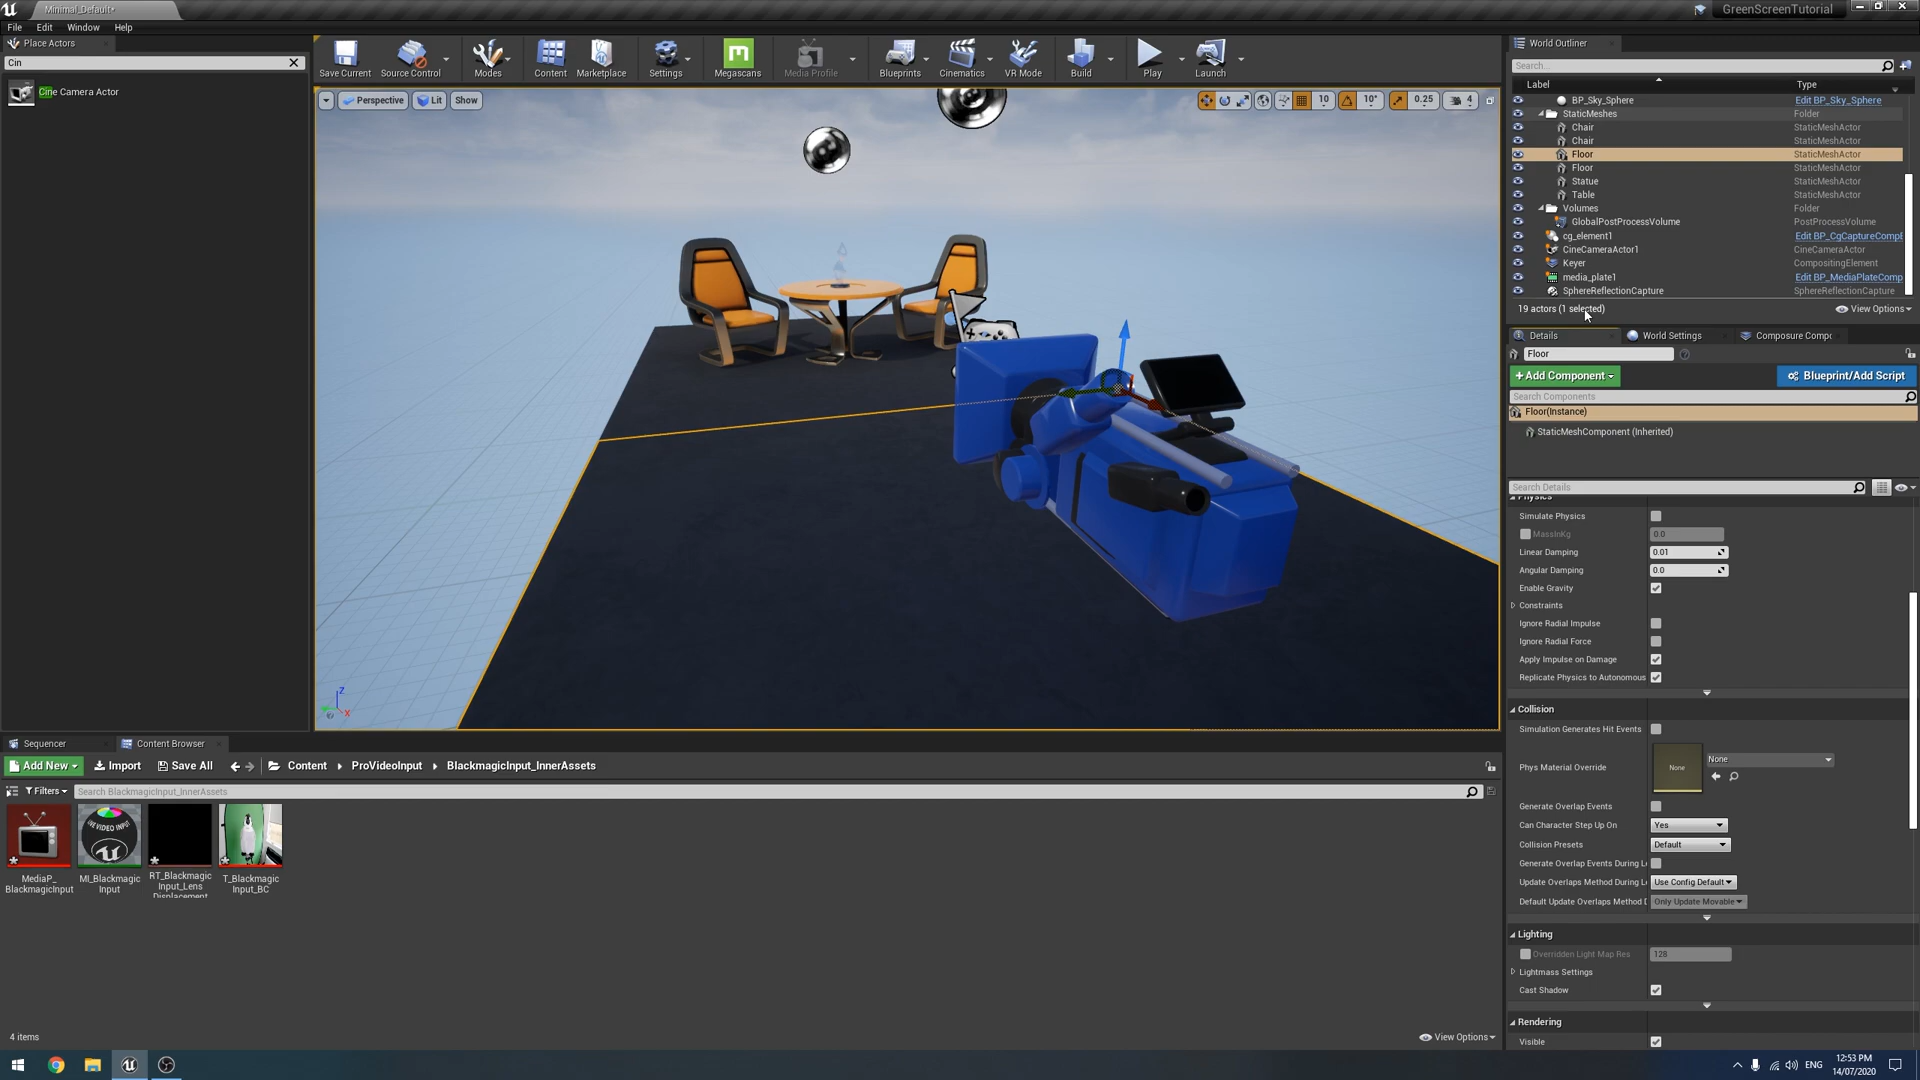 Minimal_Default*
GreenScreenTutorial
File Edit Window Help
Place Actors
Cin
Cine Camera Actor
Save Current
Source Control
Modes
Content
Marketplace
Settings
Megascans
Media Profile
Blueprints
Cinematics
VR Mode
Build
Play
Launch
Perspective Lit Show
10 10° 0.25 4
World Outliner
Search...
Label Type
BP_Sky_Sphere Edit BP_Sky_Sphere
StaticMeshes Folder
Chair StaticMeshActor
Chair StaticMeshActor
Floor StaticMeshActor
Floor StaticMeshActor
Statue StaticMeshActor
Table StaticMeshActor
Volumes Folder
GlobalPostProcessVolume PostProcessVolume
cg_element1 Edit BP_CgCaptureCompE
CineCameraActor1 CineCameraActor
Keyer CompositingElement
media_plate1 Edit BP_MediaPlateComp
SphereReflectionCapture SphereReflectionCapture
19 actors (1 selected) View Options
Details World Settings Composure Compo
Floor
+Add Component Blueprint/Add Script
Search Components
Floor(Instance)
StaticMeshComponent (Inherited)
Search Details
Physics
Simulate Physics
MassInKg 0.0
Linear Damping 0.01
Angular Damping 0.0
Enable Gravity
Constraints
Ignore Radial Impulse
Ignore Radial Force
Apply Impulse on Damage
Replicate Physics to Autonomous
Collision
Simulation Generates Hit Events
Phys Material Override None None
Generate Overlap Events
Can Character Step Up On Yes
Collision Presets Default
Generate Overlap Events During L
Update Overlaps Method During L Use Config Default
Default Update Overlaps Method D Only Update Movable
Lighting
Overridden Light Map Res 128
Lightmass Settings
Cast Shadow
Rendering
Visible
Z
X
Sequencer Content Browser
Add New Import Save All Content ProVideoInput BlackmagicInput_InnerAssets
Filters Search BlackmagicInput_InnerAssets
LIVE VIDEO INPUT
MediaP_
BlackmagicInput
MI_Blackmagic
Input
RT_Blackmagic
Input_Lens
Displacement
T_Blackmagic
Input_BC
4 items View Options
ENG
12:53 PM
14/07/2020